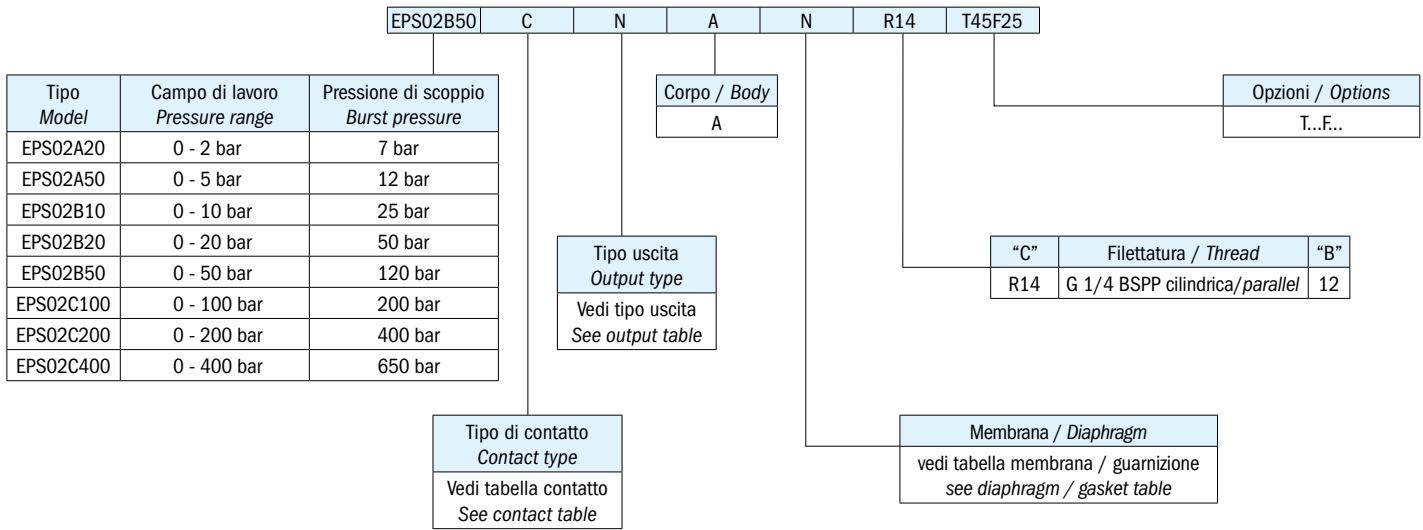 EPS02B50 C N A N R14 T45F25
Tipo Campo di lavoro Pressione di scoppio
Model Pressure range Burst pressure
EPS02A20 0 - 2 bar 7 bar
EPS02A50 0 - 5 bar 12 bar
EPS02B10 0 - 10 bar 25 bar
EPS02B20 0 - 20 bar 50 bar
EPS02B50 0 - 50 bar 120 bar
EPS02C100 0 - 100 bar 200 bar
EPS02C200 0 - 200 bar 400 bar
EPS02C400 0 - 400 bar 650 bar
Corpo / Body
A
Opzioni / Options
T...F...
Tipo uscita
Output type
Vedi tipo uscita
See output table
“C” Filettatura / Thread “B”
R14 G 1/4 BSPP cilindrica/parallel 12
Tipo di contatto
Contact type
Vedi tabella contatto
See contact table
Membrana / Diaphragm
vedi tabella membrana / guarnizione
see diaphragm / gasket table